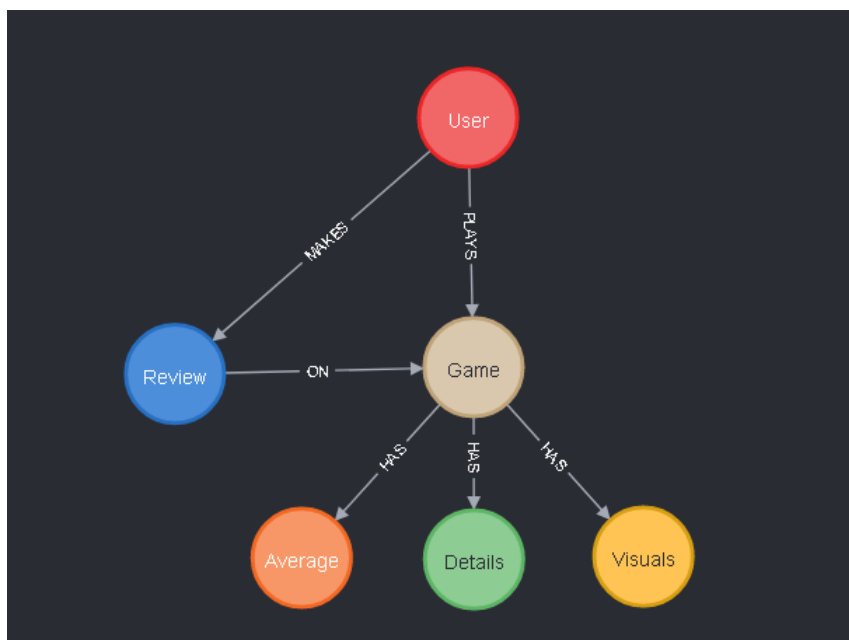 User
MAKES
PLAYS
Review
ON
Game
HAS
HAS
HAS
Average
Details
Visuals